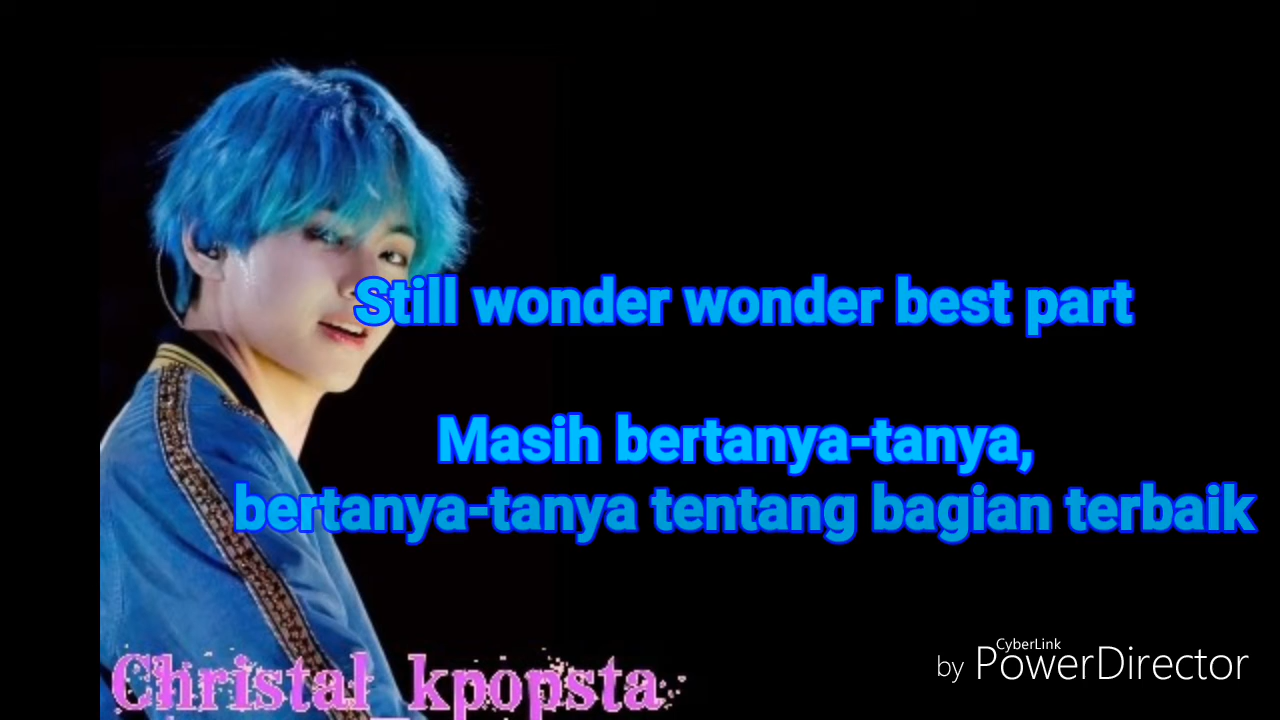 Still wonder wonder best part
Masih bertanya-tanya,
bertanya-tanya tentang bagian terbaik
CyberLink
by PowerDirector
Christal_kpopsta